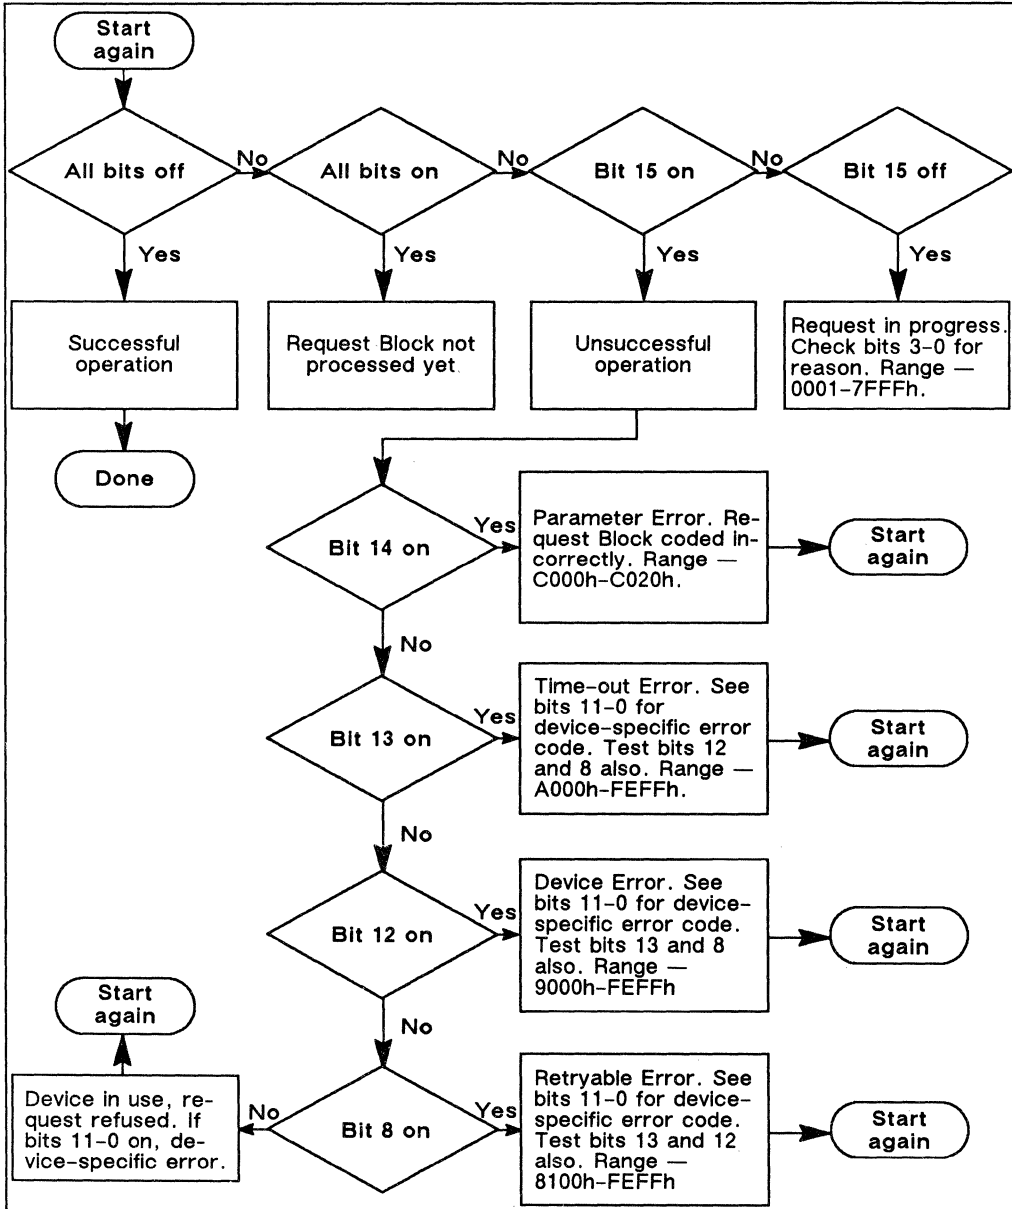 Start
again
All bits off
No
All bits on
No
Bit 15 on
No
Bit 15 off
Yes
Yes
Yes
Yes
Successful
operation
Request Block not
processed yet.
Unsuccessful
operation
Request in progress.
Check bits 3-0 for
reason. Range —
0001-7FFFh.
Done
Bit 14 on
Yes
Parameter Error. Re-
quest Block coded in-
correctly. Range —
C000h-C020h.
Start
again
No
Bit 13 on
Yes
Time-out Error. See
bits 11-0 for
device-specific error
code. Test bits 12
and 8 also. Range —
A000h-FEFFh.
Start
again
No
Bit 12 on
Yes
Device Error. See
bits 11-0 for device-
specific error code.
Test bits 13 and 8
also. Range —
9000h-FEFFh
Start
again
No
Start
again
Device in use, re-
quest refused. If
bits 11-0 on, de-
vice-specific error.
No
Bit 8 on
Yes
Retryable Error. See
bits 11-0 for device-
specific error code.
Test bits 13 and 12
also. Range —
8100h-FEFFh
Start
again